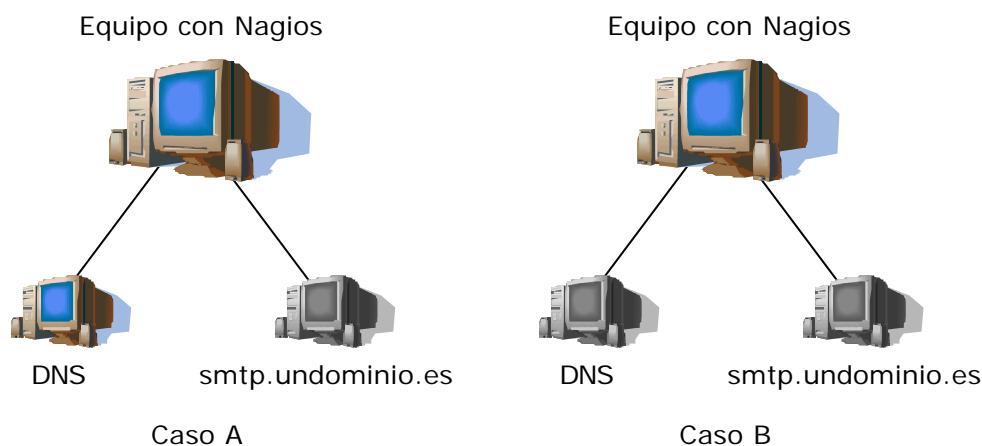 Equipo con Nagios
Equipo con Nagios
DNS
smtp.undominio.es
DNS
smtp.undominio.es
Caso A
Caso B